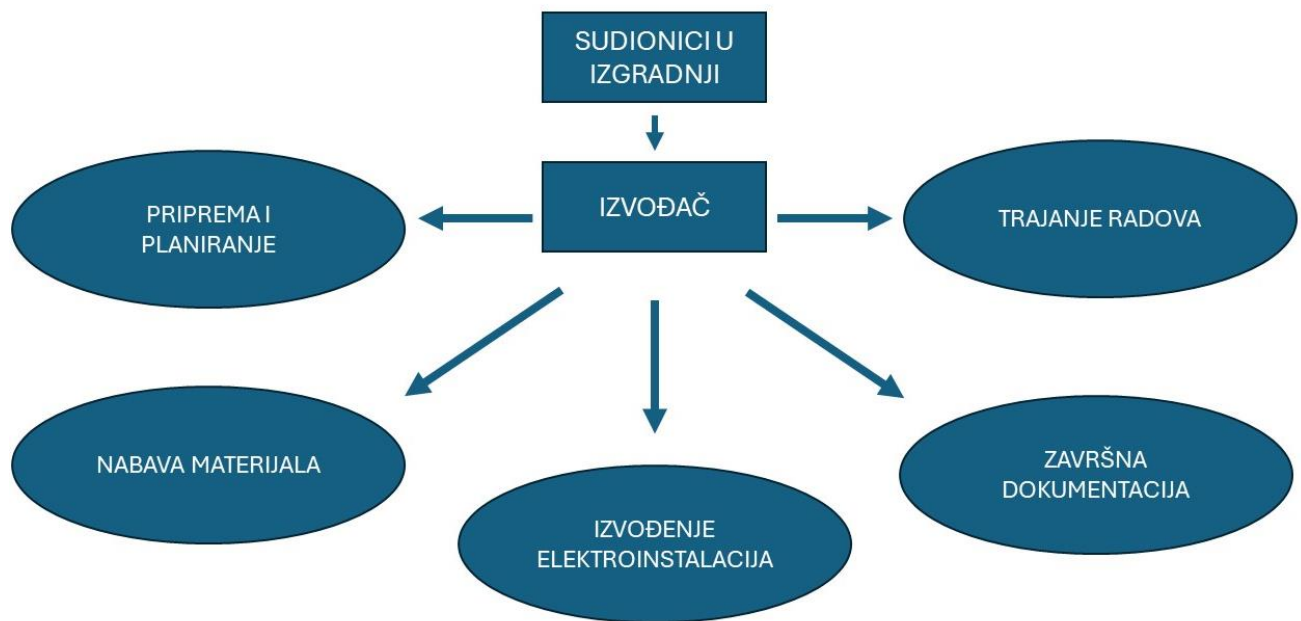 SUDIONICI U
IZGRADNJI
IZVOĐAČ
PRIPREMA I
PLANIRANJE
TRAJANJE RADOVA
NABAVA MATERIJALA
IZVOĐENJE
ELEKTROINSTALACIJA
ZAVRŠNA
DOKUMENTACIJA